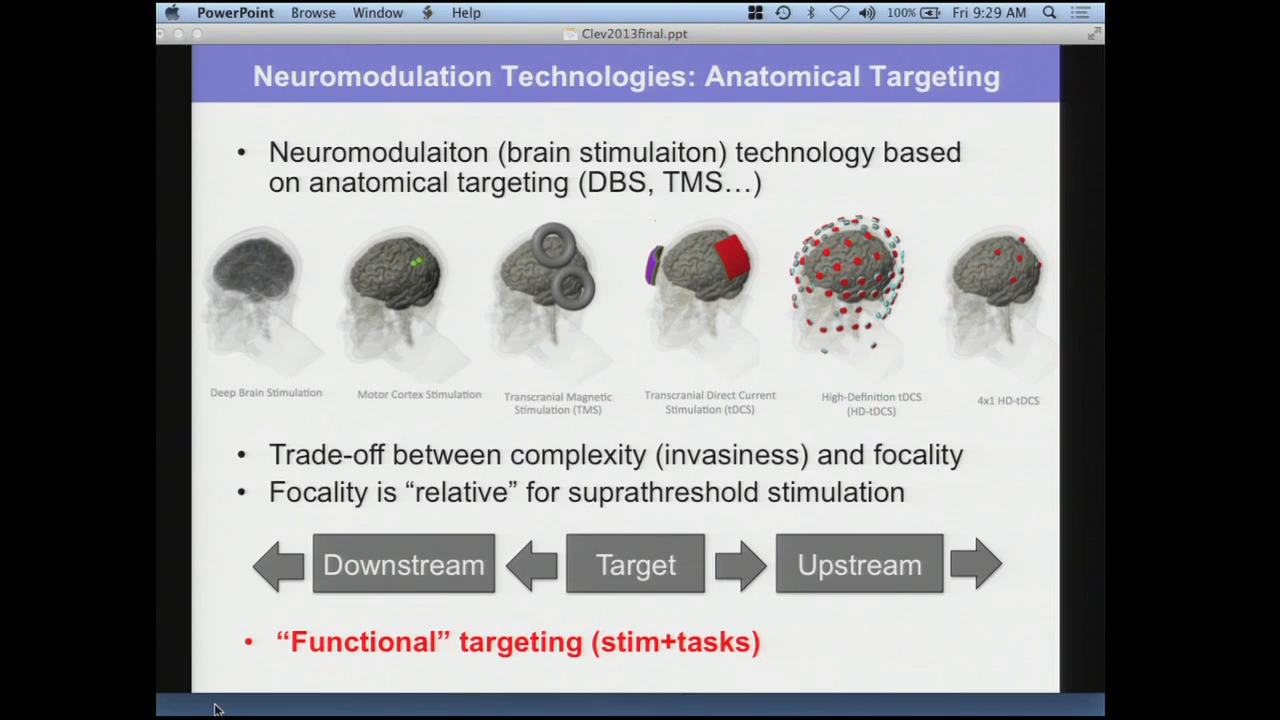 PowerPoint Browse Window Help 100% Fri 9:29 AM
Clev2013final.ppt
Neuromodulation Technologies: Anatomical Targeting
• Neuromodulaiton (brain stimulaiton) technology based
on anatomical targeting (DBS, TMS…)
Deep Brain Stimulation
Motor Cortex Stimulation
Transcranial Magnetic
Stimulation (TMS)
Transcranial Direct Current
Stimulation (tDCS)
High-Definition tDCS
(HD-tDCS)
4x1 HD-tDCS
• Trade-off between complexity (invasiness) and focality
• Focality is “relative” for suprathreshold stimulation
Downstream Target Upstream
• “Functional” targeting (stim+tasks)